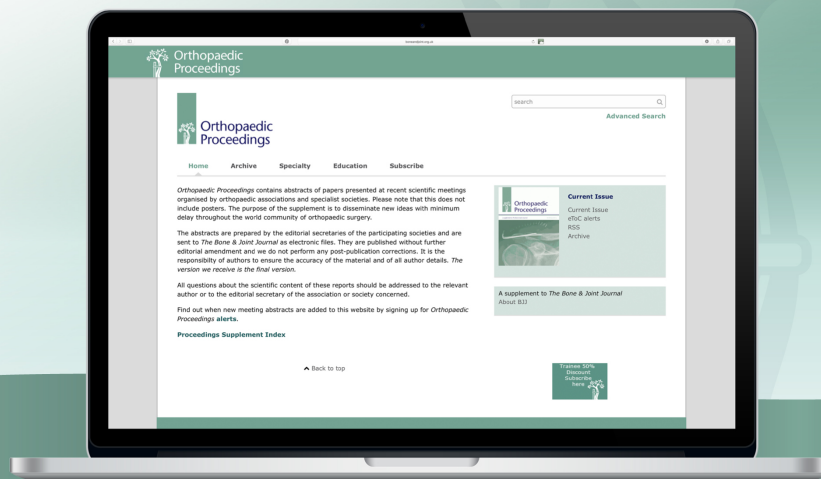 Orthopaedic
Proceedings
search
Advanced Search
Orthopaedic
Proceedings
Home Archive Specialty Education Subscribe
Orthopaedic Proceedings contains abstracts of papers presented at recent scientific meetings
organised by orthopaedic associations and specialist societies. Please note that this does not
include posters. The purpose of the supplement is to disseminate new ideas with minimum
delay throughout the world community of orthopaedic surgery.
The abstracts are prepared by the editorial secretaries of the participating societies and are
sent to The Bone & Joint Journal as electronic files. They are published without further
editorial amendment and we do not perform any post-publication corrections. It is the
responsibility of authors to ensure the accuracy of the material and of all author details. The
version we receive is the final version.
All questions about the scientific content of these reports should be addressed to the relevant
author or to the editorial secretary of the association or society concerned.
Find out when new meeting abstracts are added to this website by signing up for Orthopaedic
Proceedings alerts.
Proceedings Supplement Index
Back to top
Orthopaedic
Proceedings
Current Issue
Current Issue
eToC alerts
RSS
Archive
A supplement to The Bone & Joint Journal
About BJJ
Trainee 50%
Discount
Subscribe
here